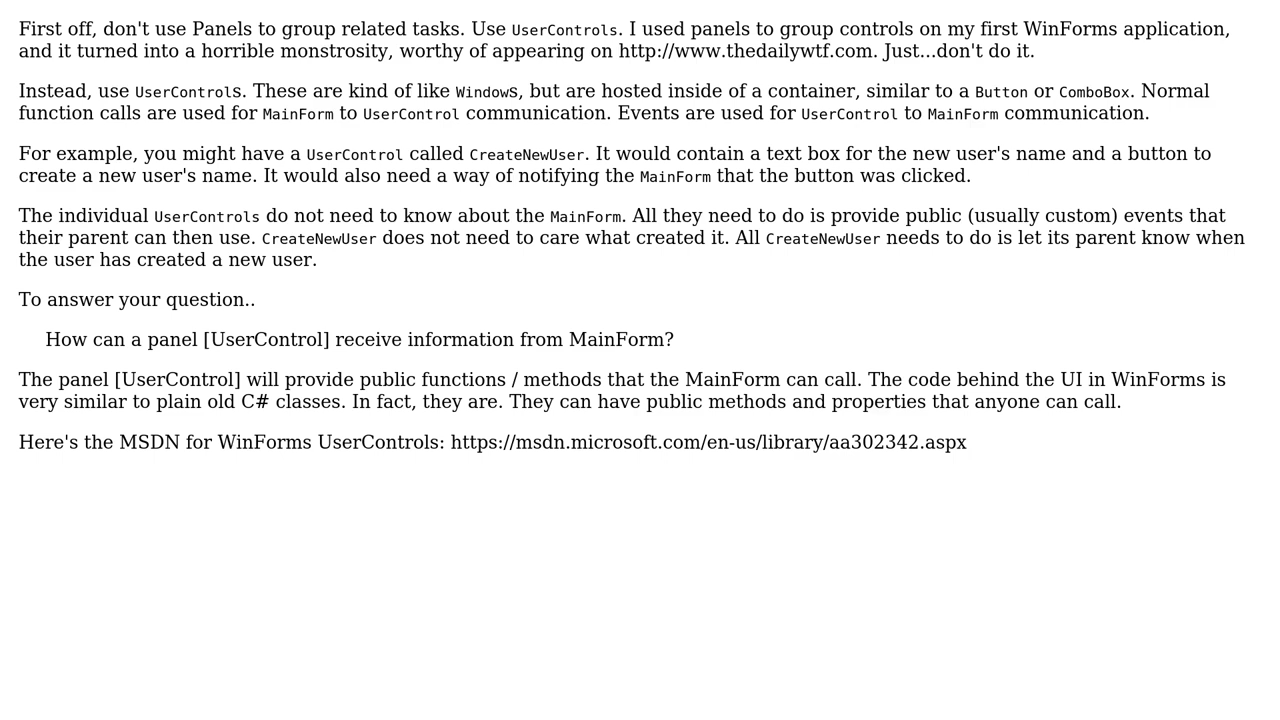 First off, don't use Panels to group related tasks. Use UserControls. I used panels to group controls on my first WinForms application,
and it turned into a horrible monstrosity, worthy of appearing on http://www.thedailywtf.com. Just...don't do it.
Instead, use UserControls. These are kind of like Windows, but are hosted inside of a container, similar to a Button or ComboBox. Normal
function calls are used for MainForm to UserControl communication. Events are used for UserControl to MainForm communication.
For example, you might have a UserControl called CreateNewUser. It would contain a text box for the new user's name and a button to
create a new user's name. It would also need a way of notifying the MainForm that the button was clicked.
The individual UserControls do not need to know about the MainForm. All they need to do is provide public (usually custom) events that
their parent can then use. CreateNewUser does not need to care what created it. All CreateNewUser needs to do is let its parent know when
the user has created a new user.
To answer your question..
How can a panel [UserControl] receive information from MainForm?
The panel [UserControl] will provide public functions / methods that the MainForm can call. The code behind the UI in WinForms is
very similar to plain old C# classes. In fact, they are. They can have public methods and properties that anyone can call.
Here's the MSDN for WinForms UserControls: https://msdn.microsoft.com/en-us/library/aa302342.aspx